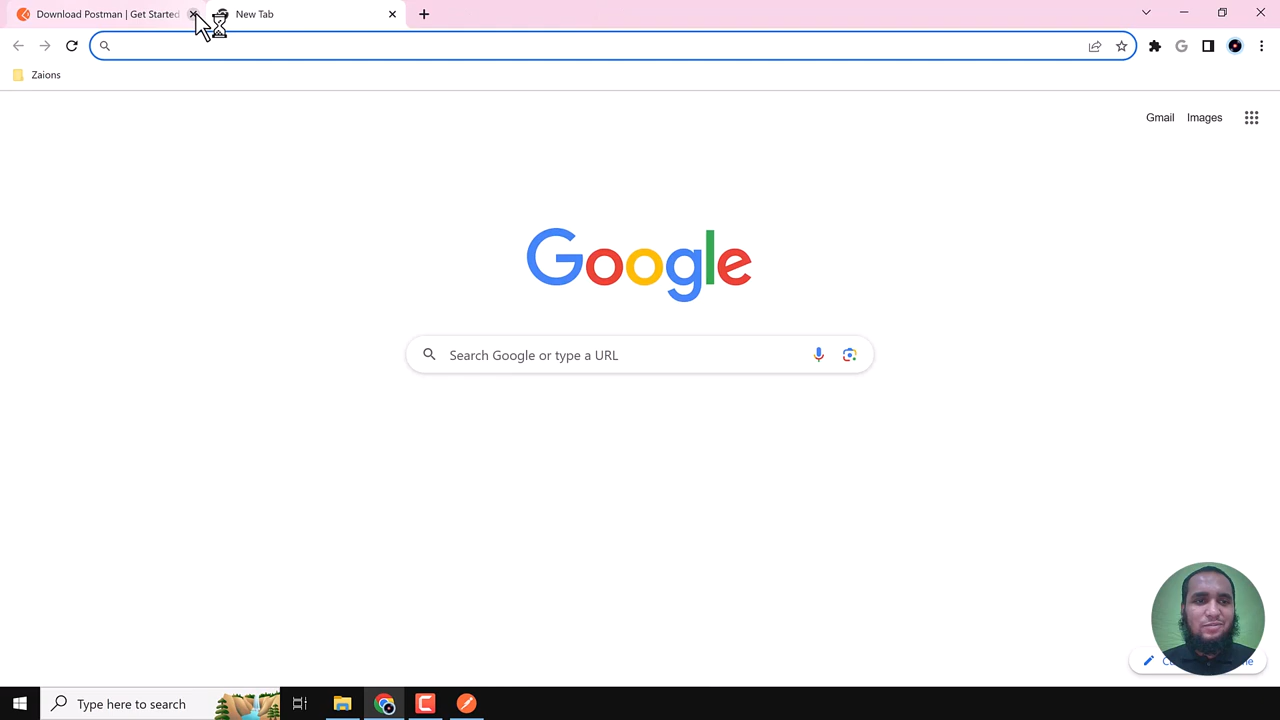 Download Postman | Get Started
New Tab
Zaions
Gmail
Images
Google
Search Google or type a URL
Type here to search